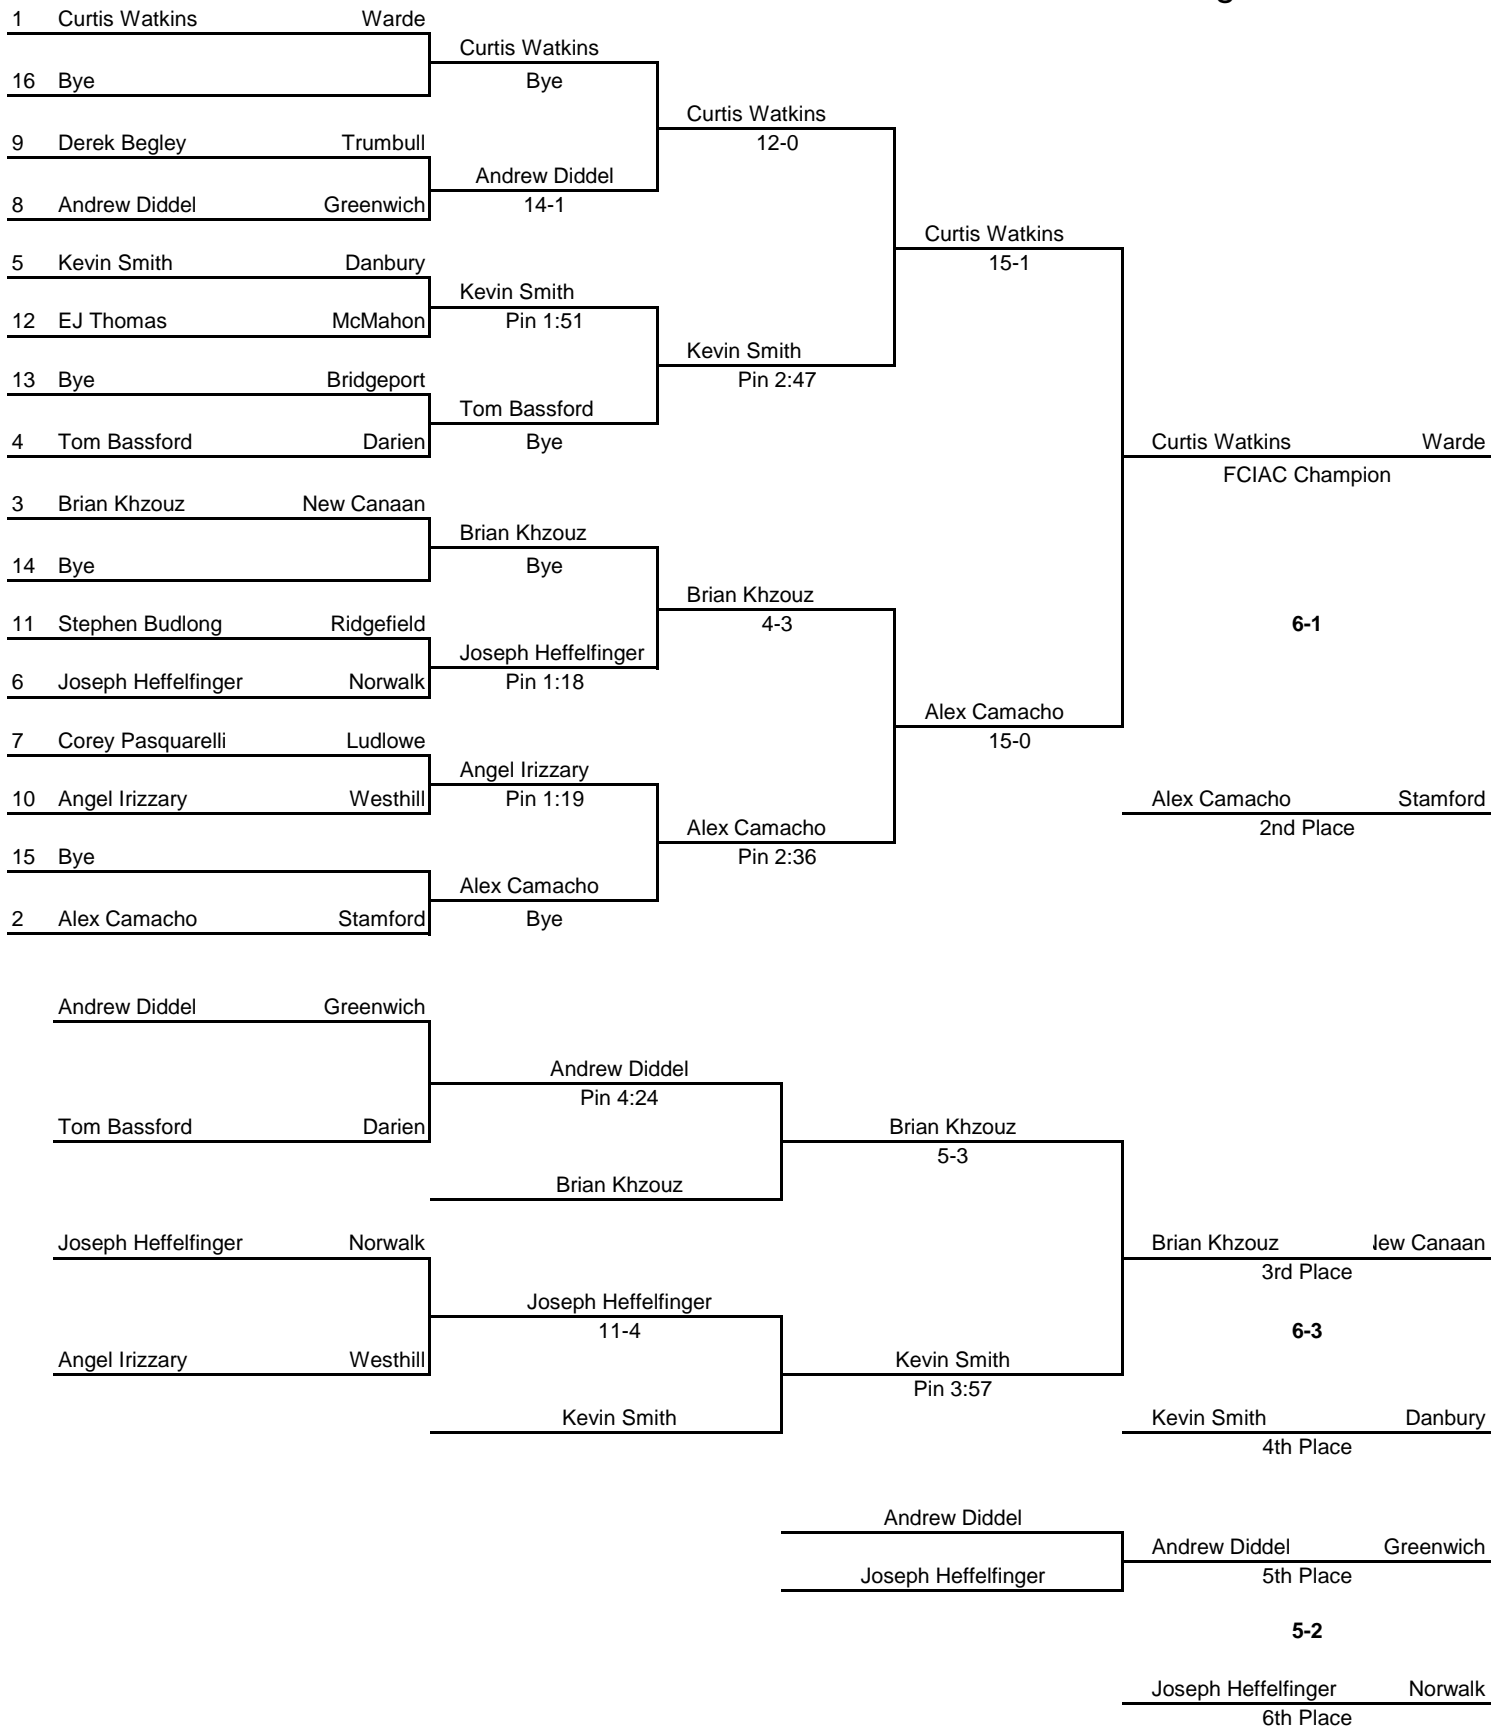 1 Curtis Watkins Warde
Curtis Watkins
16 Bye
Bye
Curtis Watkins
9 Derek Begley Trumbull
12-0
Andrew Diddel
8 Andrew Diddel Greenwich
14-1
Curtis Watkins
5 Kevin Smith Danbury
15-1
Kevin Smith
12 EJ Thomas McMahon
Pin 1:51
Kevin Smith
13 Bye Bridgeport
Pin 2:47
Tom Bassford
4 Tom Bassford Darien
Bye
Curtis Watkins Warde
FCIAC Champion
3 Brian Khzouz New Canaan
Brian Khzouz
14 Bye
Bye
Brian Khzouz
11 Stephen Budlong Ridgefield
4-3
6-1
Joseph Heffelfinger
6 Joseph Heffelfinger Norwalk
Pin 1:18
Alex Camacho
7 Corey Pasquarelli Ludlowe
15-0
Angel Irizzary
10 Angel Irizzary Westhill
Pin 1:19
Alex Camacho Stamford
2nd Place
Alex Camacho
15 Bye
Pin 2:36
Alex Camacho
2 Alex Camacho Stamford
Bye
Andrew Diddel Greenwich
Andrew Diddel
Pin 4:24
Tom Bassford Darien
Brian Khzouz
5-3
Brian Khzouz
Joseph Heffelfinger Norwalk
Brian Khzouz ew Canaan
3rd Place
Joseph Heffelfinger
11-4
6-3
Angel Irizzary Westhill
Kevin Smith
Pin 3:57
Kevin Smith
Kevin Smith Danbury
4th Place
Andrew Diddel
Andrew Diddel Greenwich
Joseph Heffelfinger
5th Place
5-2
Joseph Heffelfinger Norwalk
6th Place